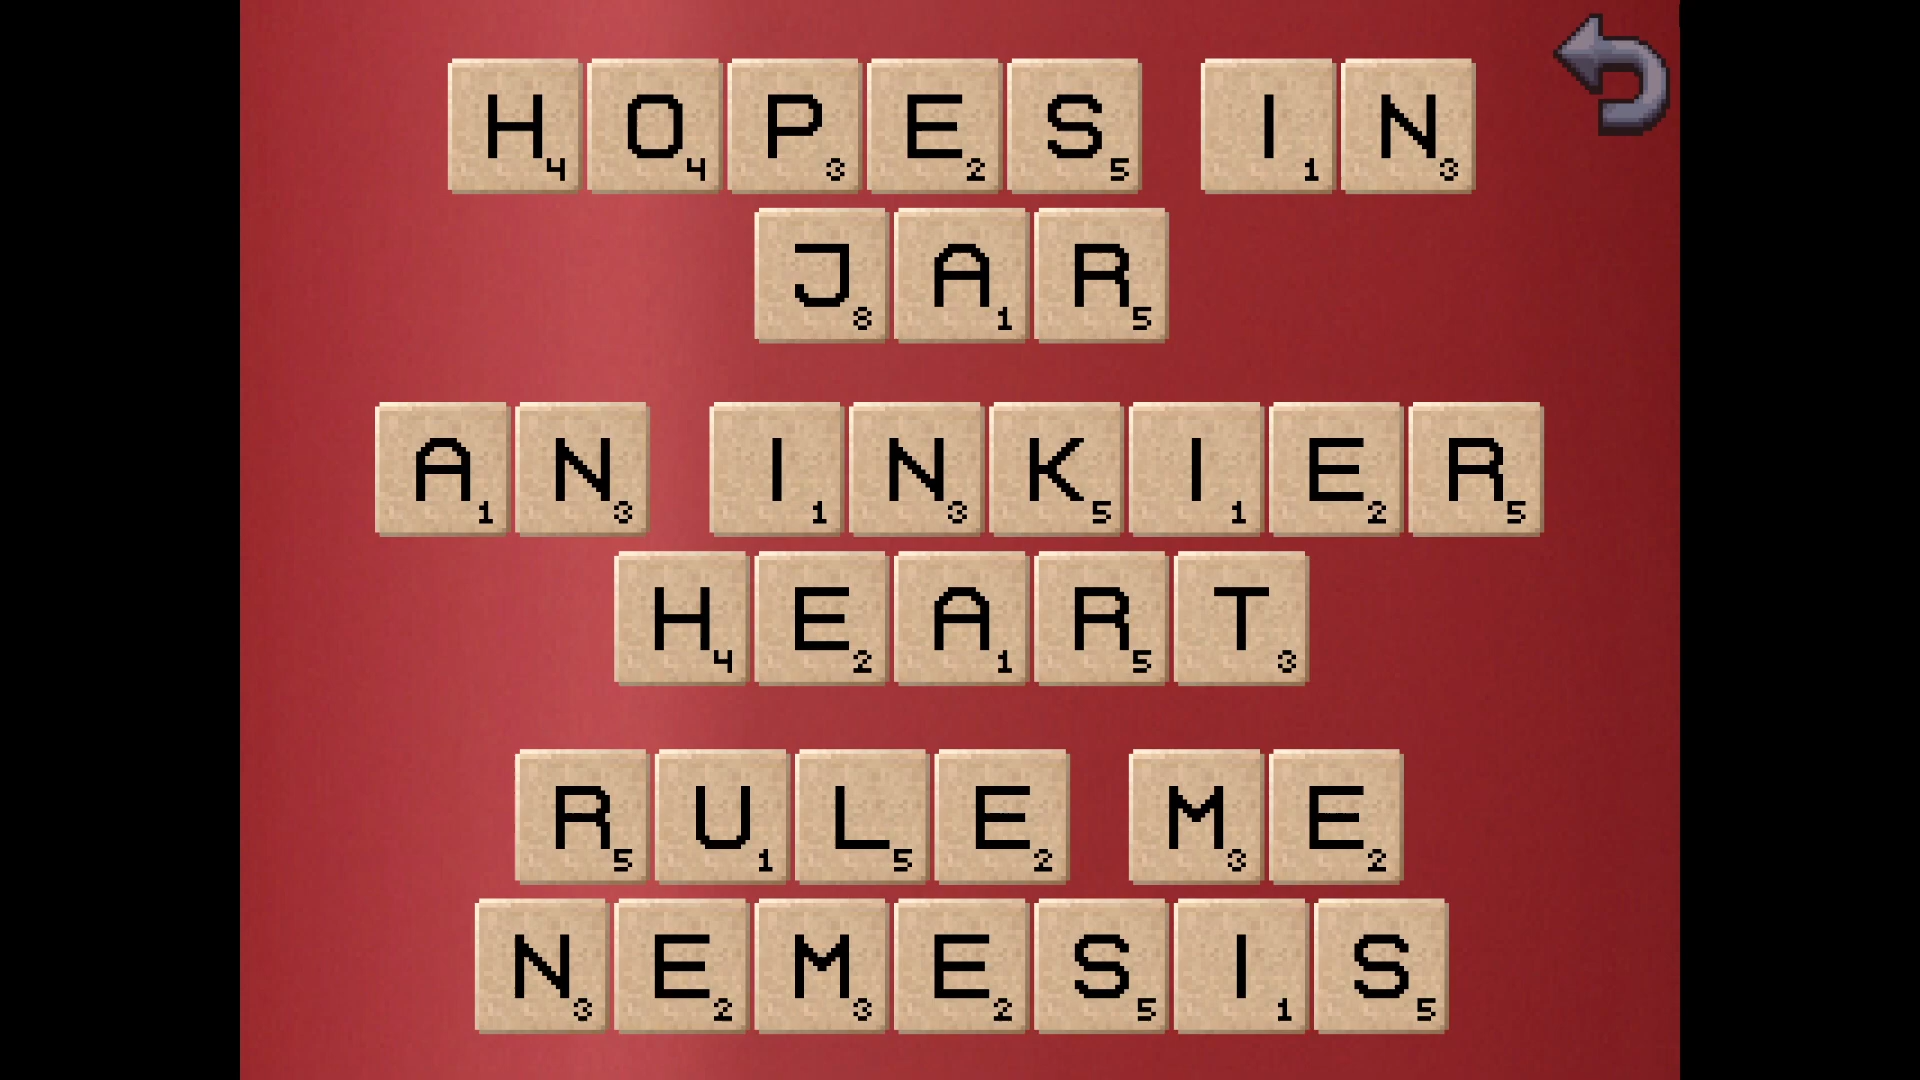 HOPES IN
JAR
AN INKIER
HEART
RULE ME
NEMESIS